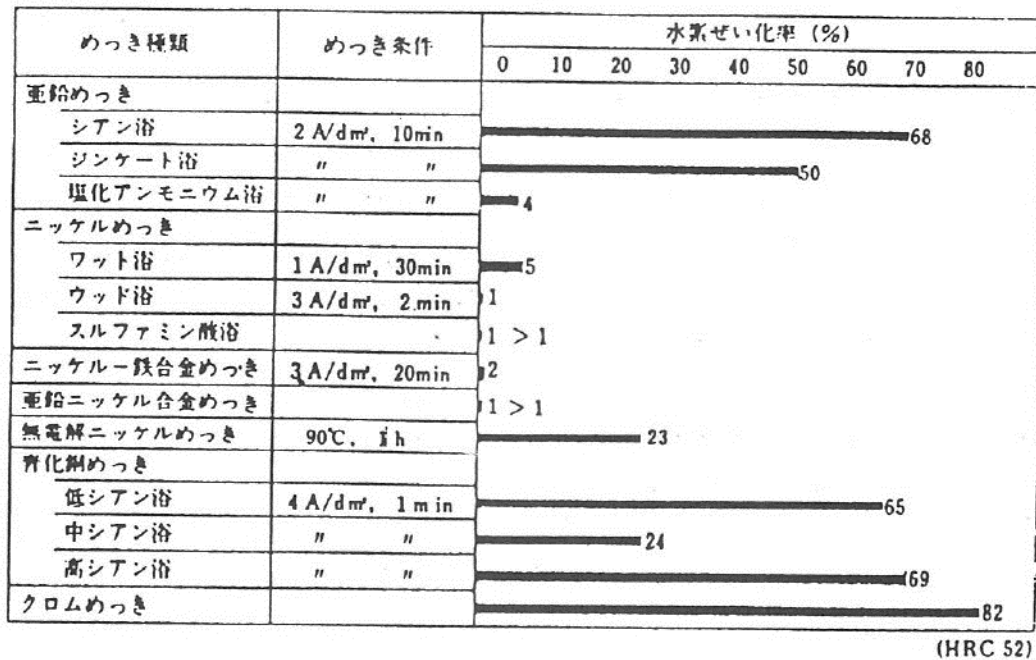 めっき種類 めっき条件 水素ぜい化率 (%)
0 10 20 30 40 50 60 70 80
亜鉛めっき
シアン浴 2 A/dm², 10min 68
ジンケート浴 〃 〃 50
塩化アンモニウム浴 〃 〃 4
ニッケルめっき
ワット浴 1 A/dm², 30min 5
ウッド浴 3 A/dm², 2.min 1
スルファミン酸浴 1 > 1
ニッケルー鉄合金めっき 3 A/dm², 20min 2
亜鉛ニッケル合金めっき 1 > 1
無電解ニッケルめっき 90℃, h 23
青化銅めっき
低シアン浴 4 A/dm², 1 min 65
中シアン浴 〃 〃 24
高シアン浴 〃 〃 69
クロムめっき 82
(HRC 52)